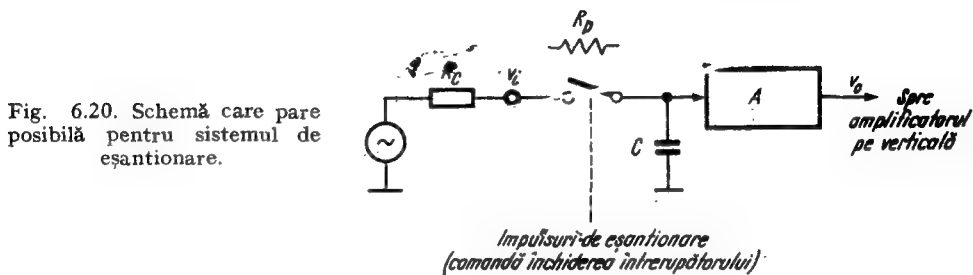 Fig. 6.20. Schemă care pare
posibilă pentru sistemul de
eșantionare.
R_D
R_C
v_i
A
v_o
Spre
amplificatorul
pe verticală
C
Impulsuri de eșantionare
(comandă închiderea întrerupătorului)